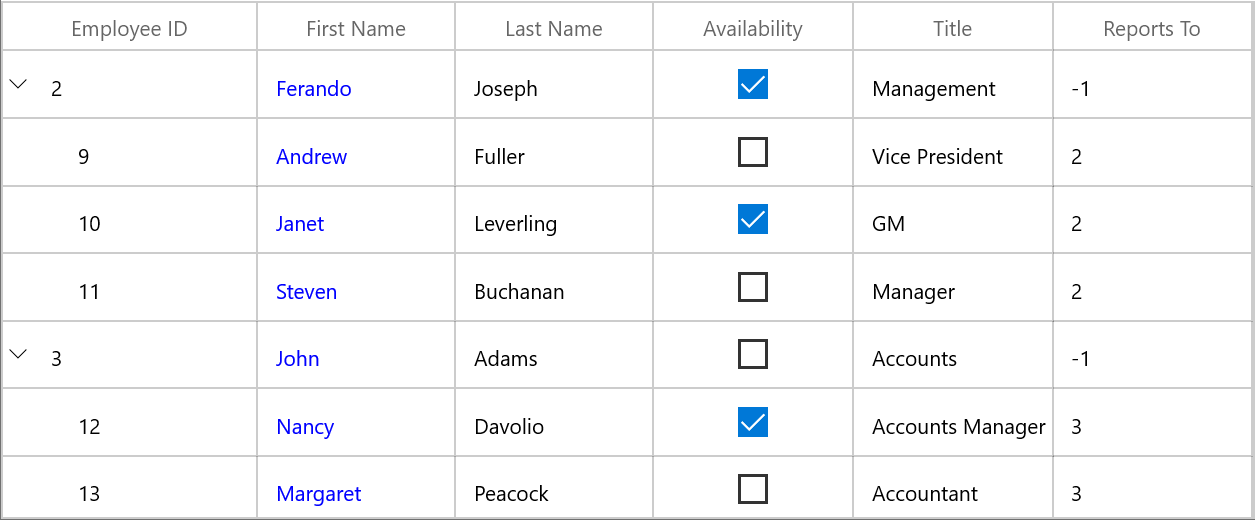 Employee ID First Name Last Name Availability Title Reports To
2 Ferando Joseph Management -1
9 Andrew Fuller Vice President 2
10 Janet Leverling GM 2
11 Steven Buchanan Manager 2
3 John Adams Accounts -1
12 Nancy Davolio Accounts Manager 3
13 Margaret Peacock Accountant 3